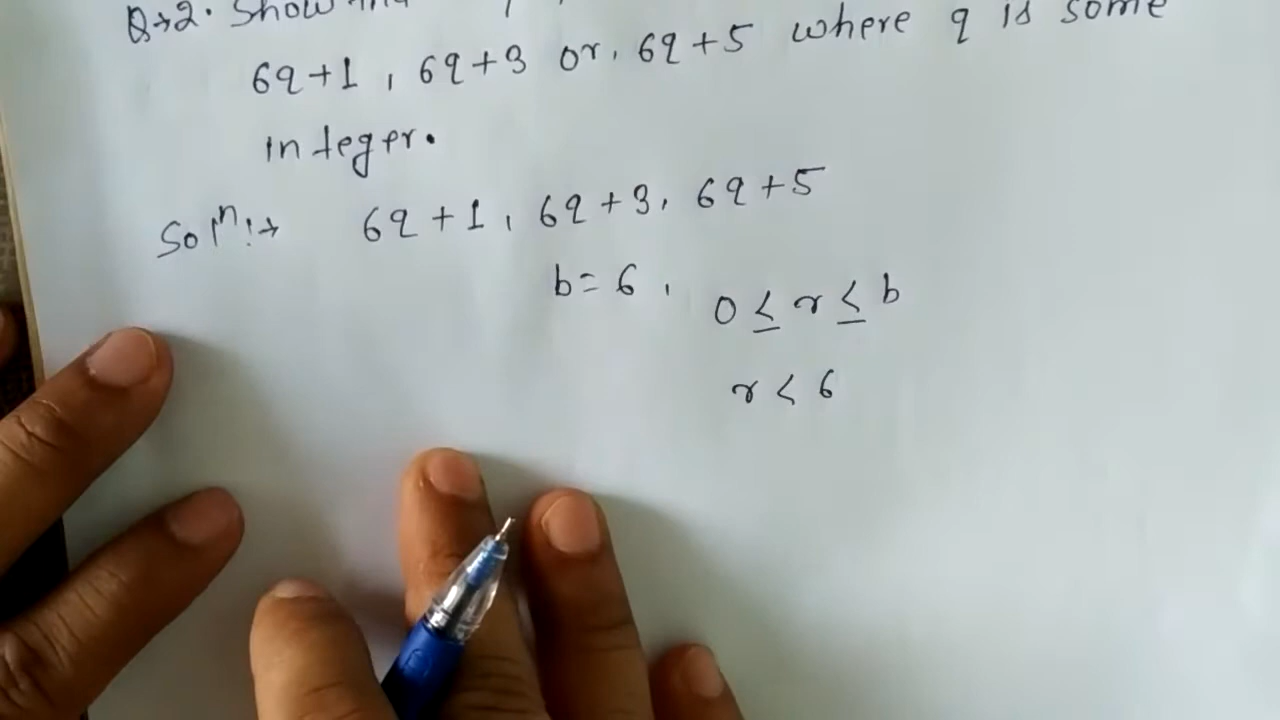 Q→2. Show
6q+1, 6q+3 or, 6q+5 where q is some
integer.
Solⁿ:→ 6q+1, 6q+3, 6q+5
b=6, 0 ≤ r ≤ b
r < 6